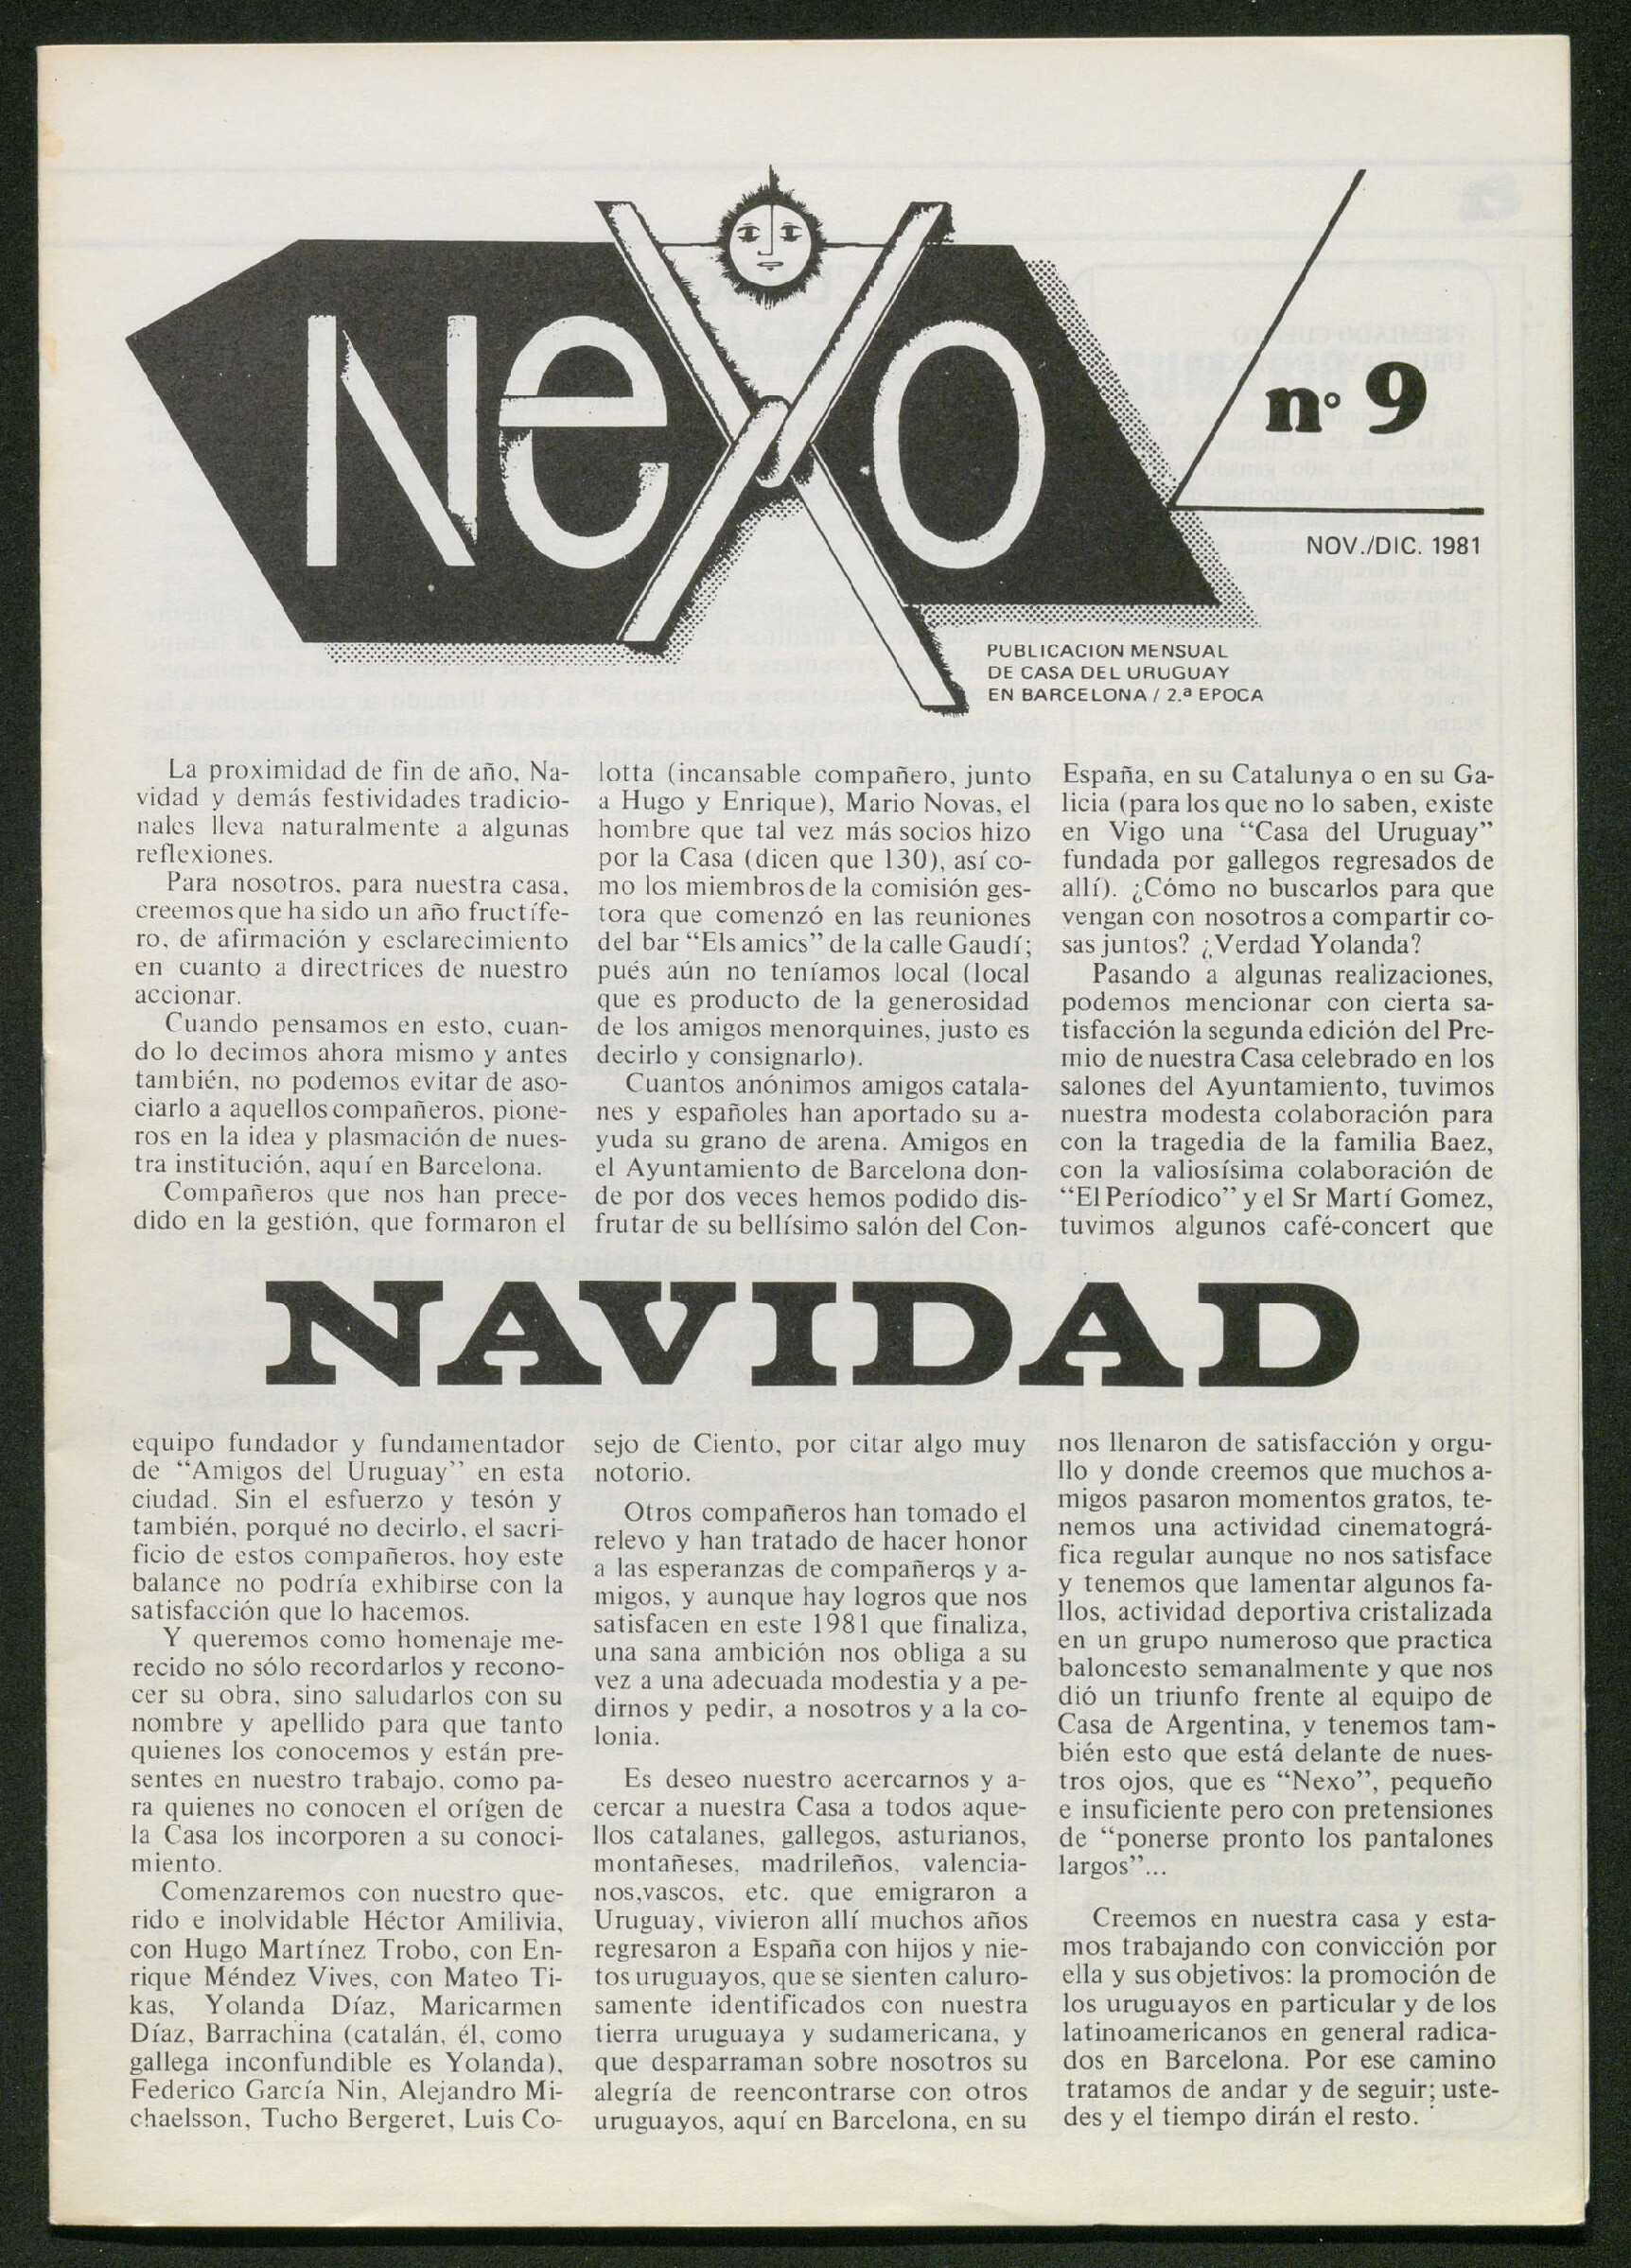 NeXo
nº 9
NOV./DIC. 1981
PUBLICACION MENSUAL
DE CASA DEL URUGUAY
EN BARCELONA / 2.ª EPOCA
La proximidad de fin de año, Na-
vidad y demás festividades tradicio-
nales lleva naturalmente a algunas
reflexiones.
Para nosotros, para nuestra casa,
creemos que ha sido un año fructífe-
ro, de afirmación y esclarecimiento
en cuanto a directrices de nuestro
accionar.
Cuando pensamos en esto, cuan-
do lo decimos ahora mismo y antes
también, no podemos evitar de aso-
ciarlo a aquellos compañeros, pione-
ros en la idea y plasmación de nues-
tra institución, aquí en Barcelona.
Compañeros que nos han prece-
dido en la gestión, que formaron el
lotta (incansable compañero, junto
a Hugo y Enrique), Mario Novas, el
hombre que tal vez más socios hizo
por la Casa (dicen que 130), así co-
mo los miembros de la comisión ges-
tora que comenzó en las reuniones
del bar “Els amics” de la calle Gaudí;
pués aún no teníamos local (local
que es producto de la generosidad
de los amigos menorquines, justo es
decirlo y consignarlo).
Cuantos anónimos amigos catala-
nes y españoles han aportado su a-
yuda su grano de arena. Amigos en
el Ayuntamiento de Barcelona don-
de por dos veces hemos podido dis-
frutar de su bellísimo salón del Con-
España, en su Catalunya o en su Ga-
licia (para los que no lo saben, existe
en Vigo una “Casa del Uruguay”
fundada por gallegos regresados de
allí). ¿Cómo no buscarlos para que
vengan con nosotros a compartir co-
sas juntos? ¿Verdad Yolanda?
Pasando a algunas realizaciones,
podemos mencionar con cierta sa-
tisfacción la segunda edición del Pre-
mio de nuestra Casa celebrado en los
salones del Ayuntamiento, tuvimos
nuestra modesta colaboración para
con la tragedia de la familia Baez,
con la valiosísima colaboración de
“El Períodico” y el Sr Martí Gomez,
tuvimos algunos café-concert que
NAVIDAD
equipo fundador y fundamentador
de “Amigos del Uruguay” en esta
ciudad. Sin el esfuerzo y tesón y
también, porqué no decirlo, el sacri-
ficio de estos compañeros, hoy este
balance no podría exhibirse con la
satisfacción que lo hacemos.
Y queremos como homenaje me-
recido no sólo recordarlos y recono-
cer su obra, sino saludarlos con su
nombre y apellido para que tanto
quienes los conocemos y están pre-
sentes en nuestro trabajo, como pa-
ra quienes no conocen el orígen de
la Casa los incorporen a su conoci-
miento.
Comenzaremos con nuestro que-
rido e inolvidable Héctor Amilivia,
con Hugo Martínez Trobo, con En-
rique Méndez Vives, con Mateo Ti-
kas, Yolanda Díaz, Maricarmen
Díaz, Barrachina (catalán, él, como
gallega inconfundible es Yolanda),
Federico García Nin, Alejandro Mi-
chaelsson, Tucho Bergeret, Luis Co-
sejo de Ciento, por citar algo muy
notorio.
Otros compañeros han tomado el
relevo y han tratado de hacer honor
a las esperanzas de compañeros y a-
migos, y aunque hay logros que nos
satisfacen en este 1981 que finaliza,
una sana ambición nos obliga a su
vez a una adecuada modestia y a pe-
dirnos y pedir, a nosotros y a la co-
lonia.
Es deseo nuestro acercarnos y a-
cercar a nuestra Casa a todos aque-
llos catalanes, gallegos, asturianos,
montañeses, madrileños, valencia-
nos,vascos, etc. que emigraron a
Uruguay, vivieron allí muchos años
regresaron a España con hijos y nie-
tos uruguayos, que se sienten caluro-
samente identificados con nuestra
tierra uruguaya y sudamericana, y
que desparraman sobre nosotros su
alegría de reencontrarse con otros
uruguayos, aquí en Barcelona, en su
nos llenaron de satisfacción y orgu-
llo y donde creemos que muchos a-
migos pasaron momentos gratos, te-
nemos una actividad cinematográ-
fica regular aunque no nos satisface
y tenemos que lamentar algunos fa-
llos, actividad deportiva cristalizada
en un grupo numeroso que practica
baloncesto semanalmente y que nos
dió un triunfo frente al equipo de
Casa de Argentina, y tenemos tam-
bién esto que está delante de nues-
tros ojos, que es “Nexo”, pequeño
e insuficiente pero con pretensiones
de “ponerse pronto los pantalones
largos”...
Creemos en nuestra casa y esta-
mos trabajando con convicción por
ella y sus objetivos: la promoción de
los uruguayos en particular y de los
latinoamericanos en general radica-
dos en Barcelona. Por ese camino
tratamos de andar y de seguir; uste-
des y el tiempo dirán el resto.